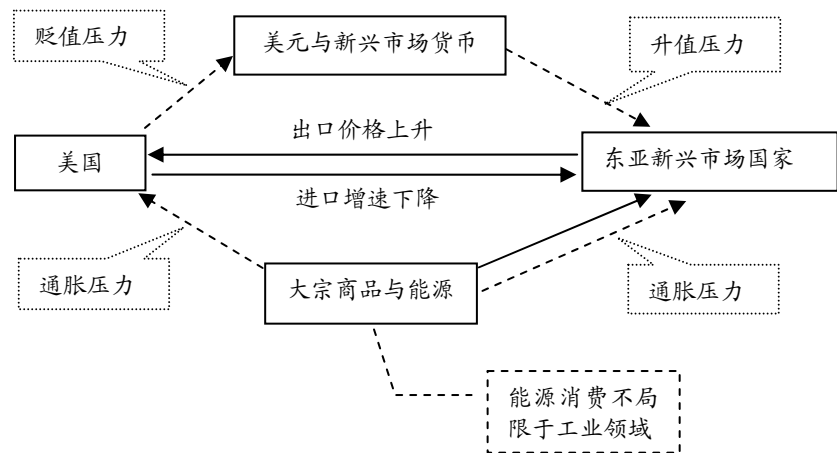 贬值压力
美元与新兴市场货币
升值压力
出口价格上升
美国
东亚新兴市场国家
进口增速下降
通胀压力
大宗商品与能源
通胀压力
能源消费不局
限于工业领域